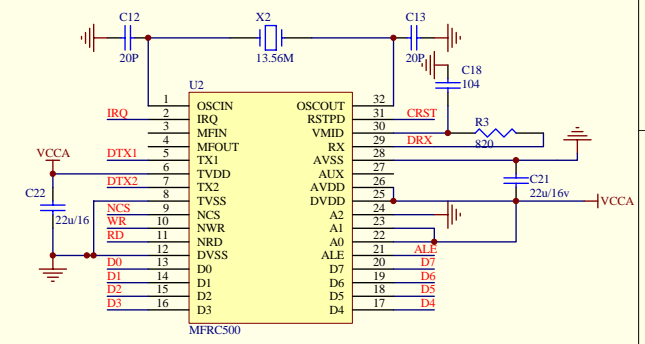 C12
X2
C13
20P
13.56M
20P
C18
104
U2
1 OSCIN OSCOUT 32
IRQ 2 IRQ RSTPD 31 CRST
3 MFIN VMID 30 R3
4 MFOUT RX 29 DRX 820
VCCA DTX1 5 TX1 AVSS 28
6 TVDD AUX 27
DTX2 7 TX2 AVDD 26
C21
22u/16v
8 TVSS DVDD 25 VCCA
C22
22u/16
NCS 9 NCS A2 24
WR 10 NWR A1 23
RD 11 NRD A0 22
12 DVSS ALE 21 ALE
D0 13 D0 D7 20 D7
D1 14 D1 D6 19 D6
D2 15 D2 D5 18 D5
D3 16 D3 D4 17 D4
MFRC500